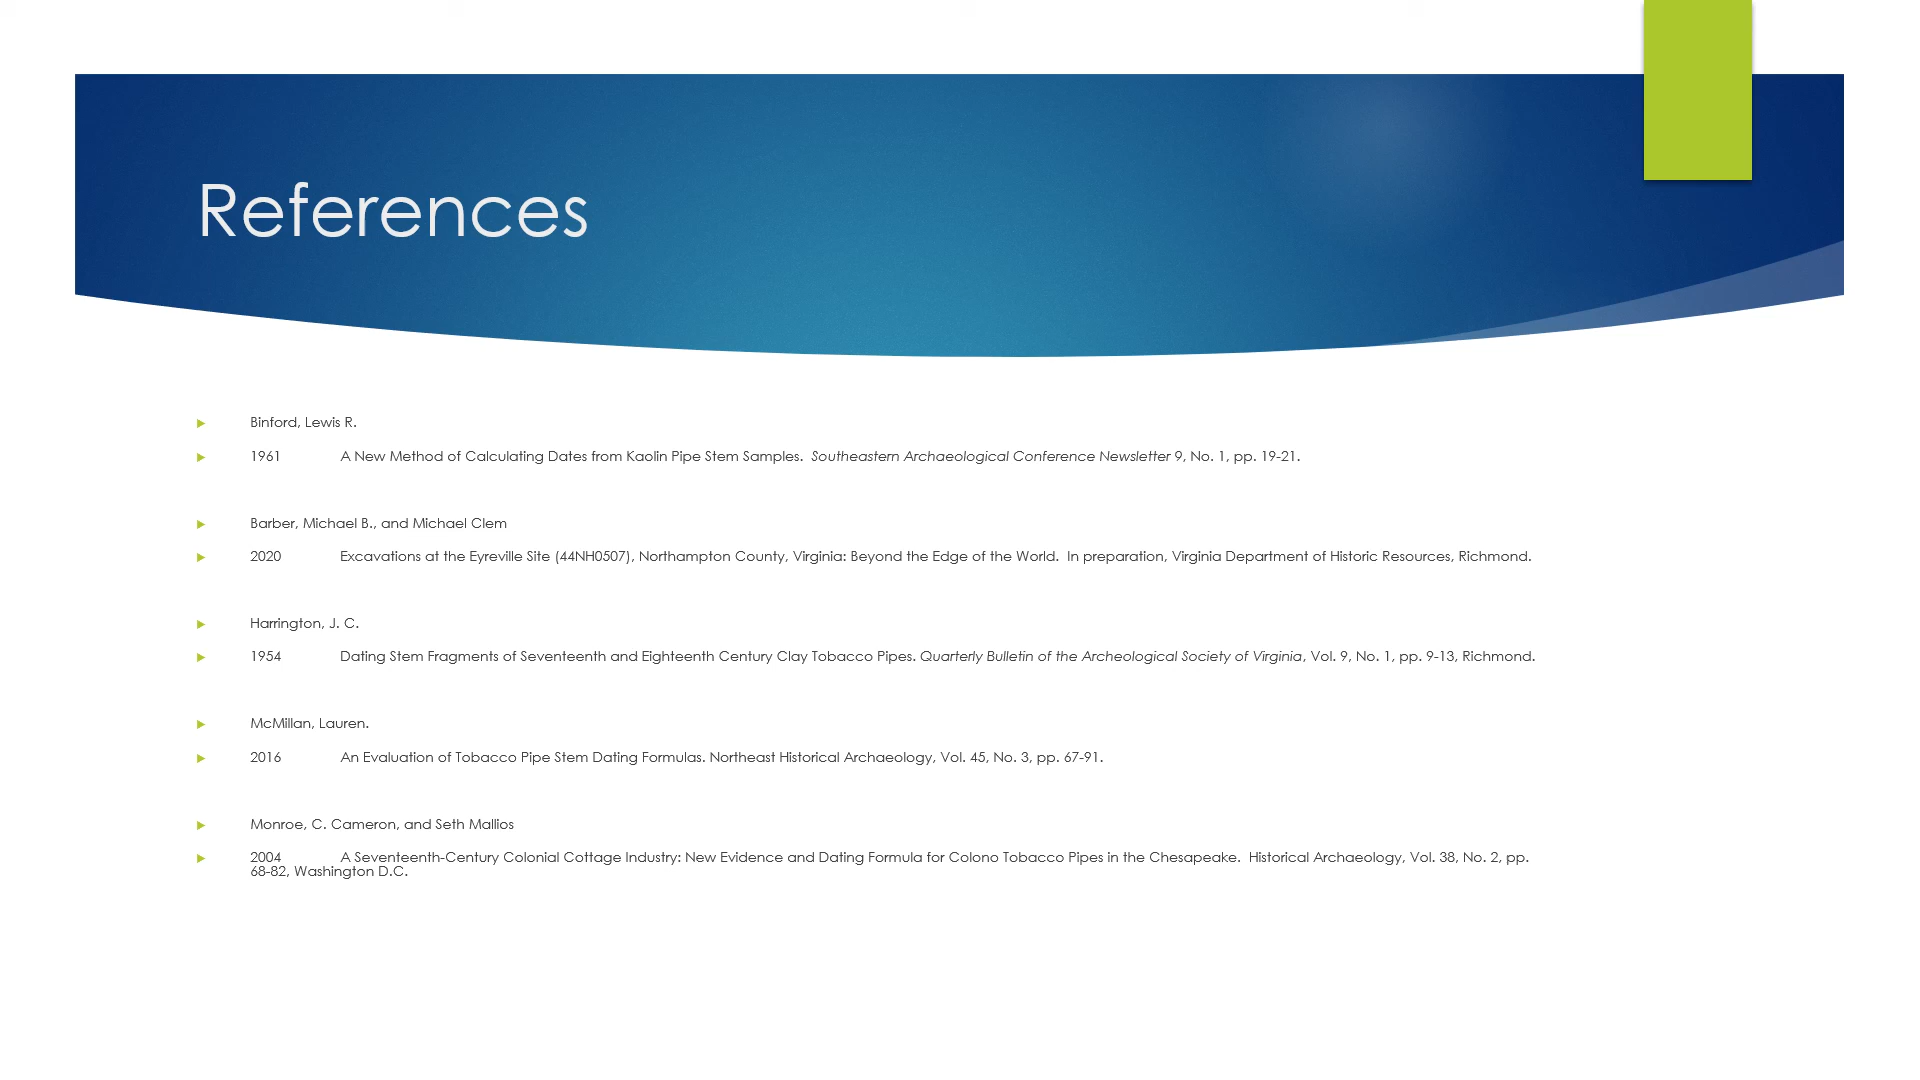 References
Binford, Lewis R.
1961 A New Method of Calculating Dates from Kaolin Pipe Stem Samples.  Southeastern Archaeological Conference Newsletter 9, No. 1, pp. 19-21.
Barber, Michael B., and Michael Clem
2020 Excavations at the Eyreville Site (44NH0507), Northampton County, Virginia: Beyond the Edge of the World.  In preparation, Virginia Department of Historic Resources, Richmond.
Harrington, J. C.
1954 Dating Stem Fragments of Seventeenth and Eighteenth Century Clay Tobacco Pipes. Quarterly Bulletin of the Archeological Society of Virginia, Vol. 9, No. 1, pp. 9-13, Richmond.
McMillan, Lauren.
2016 An Evaluation of Tobacco Pipe Stem Dating Formulas. Northeast Historical Archaeology, Vol. 45, No. 3, pp. 67-91.
Monroe, C. Cameron, and Seth Mallios
2004 A Seventeenth-Century Colonial Cottage Industry: New Evidence and Dating Formula for Colono Tobacco Pipes in the Chesapeake.  Historical Archaeology, Vol. 38, No. 2, pp.
68-82, Washington D.C.